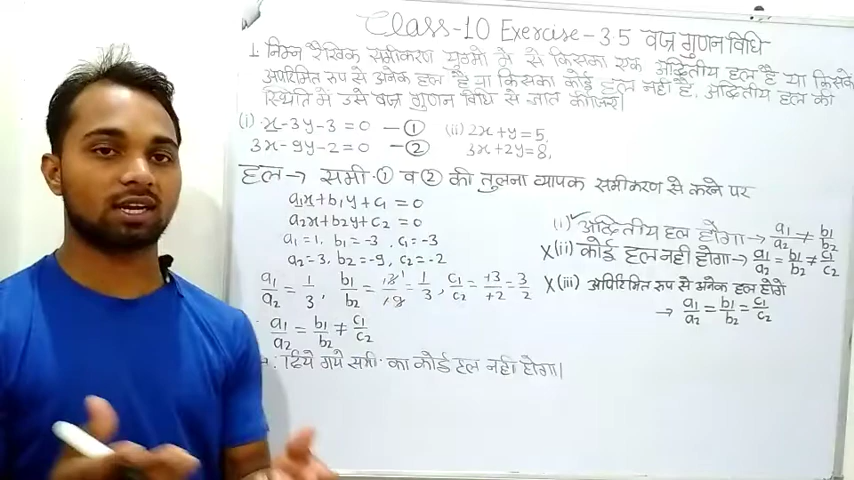 Class-10 Exercise-3.5 वज्र गुणन विधि
1. निम्न रैखिक समीकरण युग्मो में से किसका एक अद्वितीय हल है या किसके
अपरिमित रूप से अनेक हल है या किसका कोई हल नही है, अद्वितीय हल की
स्थिति में उसे वज्र गुणन विधि से ज्ञात कीजिए।
(i) x-3y-3=0 —① (ii) 2x+y=5,
3x-9y-2=0 —② 3x+2y=8,
हल→ समी.① व② की तुलना व्यापक समीकरण से करने पर
a₁x+b₁y+c₁=0
a₂x+b₂y+c₂=0
a₁=1, b₁=-3, c₁=-3
a₂=3, b₂=-9, c₂=-2
a₁/a₂=1/3, b₁/b₂=-3/-9=1/3, c₁/c₂=+3/+2=3/2
a₁/a₂=b₁/b₂≠c₁/c₂
दिये गये समी. का कोई हल नही होगा।
(i)✓ अद्वितीय हल होगा→a₁/a₂≠b₁/b₂
X(ii) कोई हल नही होगा→a₁/a₂=b₁/b₂≠c₁/c₂
X(iii) अपरिमित रूप से अनेक हल होगे
→ a₁/a₂=b₁/b₂=c₁/c₂